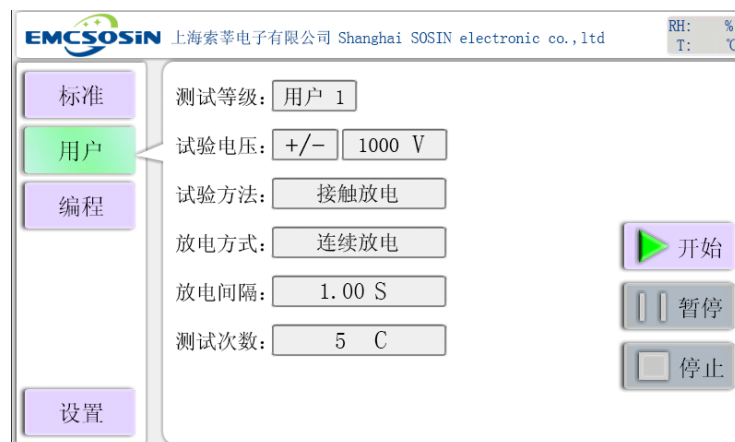 EMCSOSiN 上海索莘电子有限公司 Shanghai SOSIN electronic co.,ltd
RH: %
T: ℃
标准
用户
编程
设置
测试等级: 用户 1
试验电压: +/- 1000 V
试验方法: 接触放电
放电方式: 连续放电
放电间隔: 1.00 S
测试次数: 5 C
开始
暂停
停止